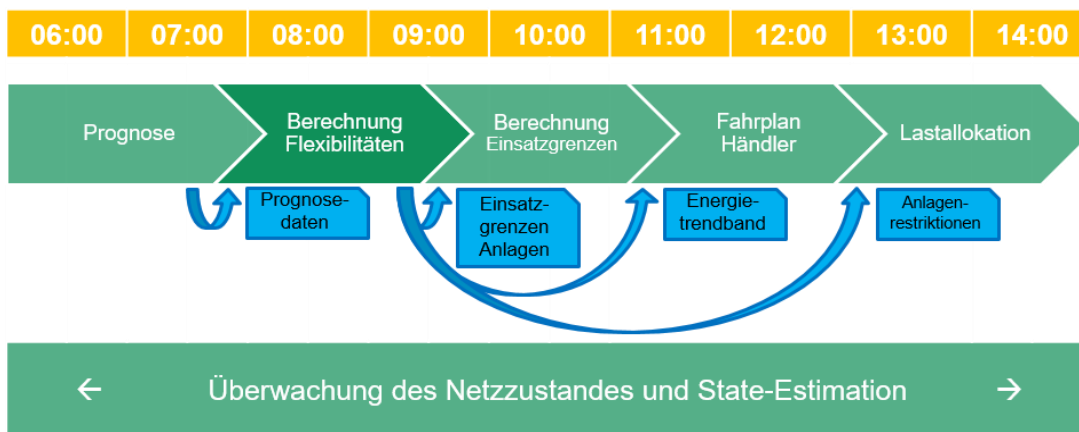 06:00 07:00 08:00 09:00 10:00 11:00 12:00 13:00 14:00
Prognose
Berechnung
Flexibilitäten
Berechnung
Einsatzgrenzen
Fahrplan
Händler
Lastallokation
Prognose-
daten
Einsatz-
grenzen
Anlagen
Energie-
trendband
Anlagen-
restriktionen
← Überwachung des Netzzustandes und State-Estimation →